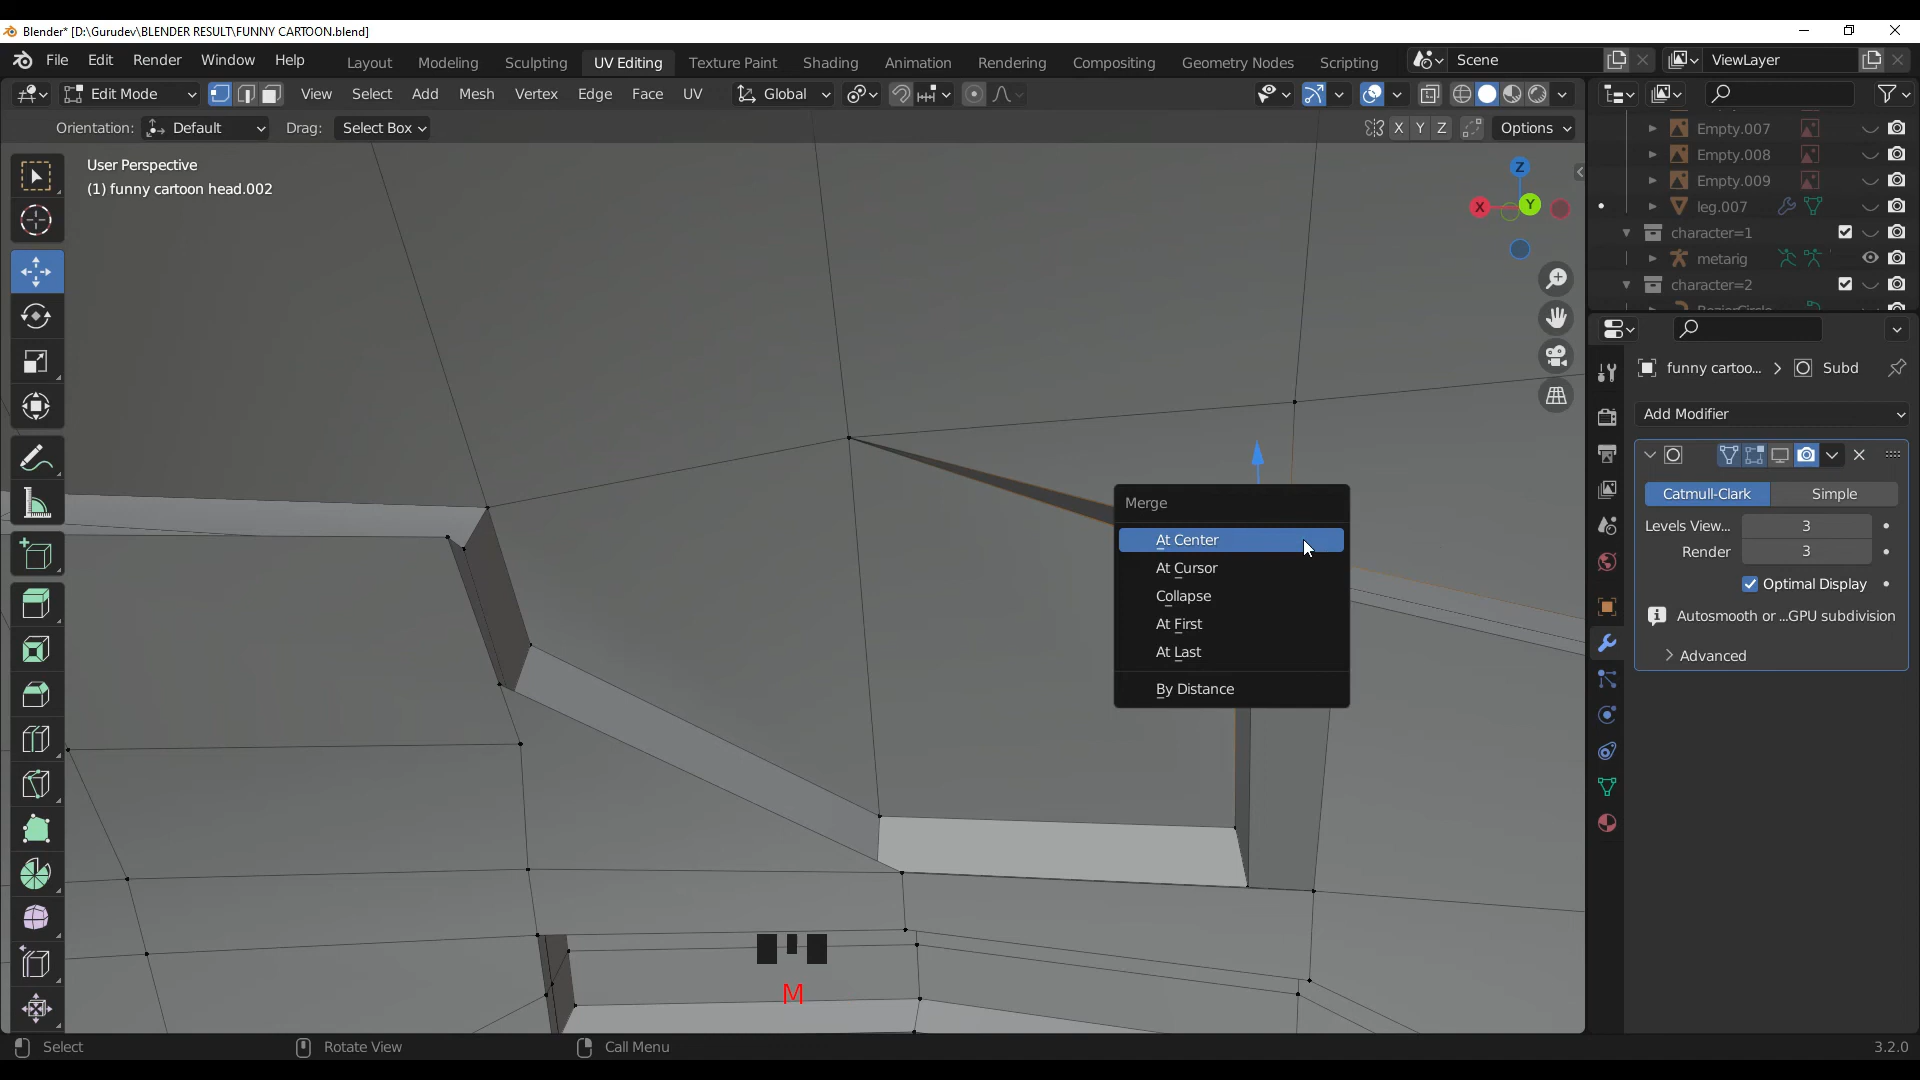 Blender* [D:\Gurudev\BLENDER RESULT\FUNNY CARTOON.blend]
File Edit Render Window Help Layout Modeling Sculpting UV Editing Texture Paint Shading Animation Rendering Compositing Geometry Nodes Scripting Scene ViewLayer
Edit Mode View Select Add Mesh Vertex Edge Face UV Global
Orientation: Default Drag: Select Box X Y Z Options
User Perspective
(1) funny cartoon head.002
Z
X
Y
Empty.007
Empty.008
Empty.009
leg.007
character=1
metarig
character=2
funny cartoo... > Subd
Add Modifier
Catmull-Clark Simple
Levels View... 3
Render 3
Optimal Display
Autosmooth or ...GPU subdivision
Advanced
Merge
At Center
At Cursor
Collapse
At First
At Last
By Distance
M
Select Rotate View Call Menu 3.2.0